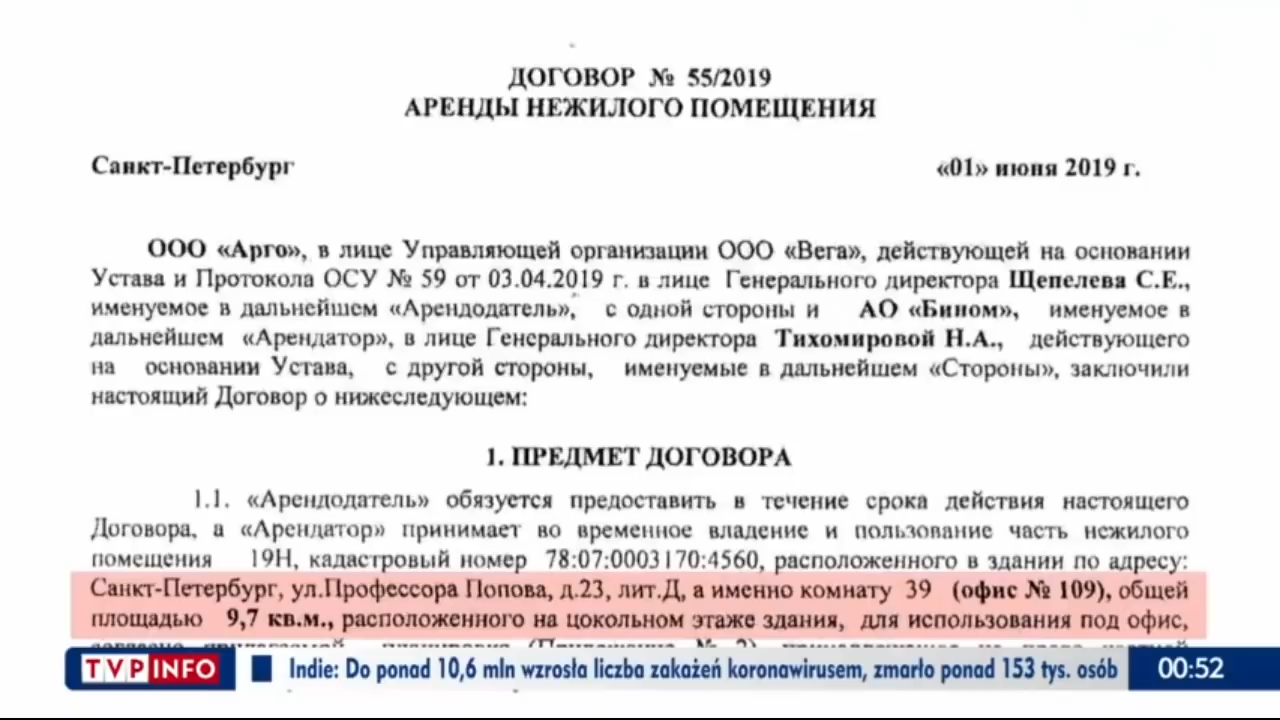 ДОГОВОР № 55/2019
АРЕНДЫ НЕЖИЛОГО ПОМЕЩЕНИЯ
Санкт-Петербург «01» июня 2019 г.
ООО «Арго», в лице Управляющей организации ООО «Вега», действующей на основании
Устава и Протокола ОСУ № 59 от 03.04.2019 г. в лице Генерального директора Щепелева С.Е.,
именуемое в дальнейшем «Арендодатель», с одной стороны и АО «Бином», именуемое в
дальнейшем «Арендатор», в лице Генерального директора Тихомировой Н.А., действующего
на основании Устава, с другой стороны, именуемые в дальнейшем «Стороны», заключили
настоящий Договор о нижеследующем:
1. ПРЕДМЕТ ДОГОВОРА
1.1. «Арендодатель» обязуется предоставить в течение срока действия настоящего
Договора, а «Арендатор» принимает во временное владение и пользование часть нежилого
помещения 19Н, кадастровый номер 78:07:0003170:4560, расположенного в здании по адресу:
Санкт-Петербург, ул.Профессора Попова, д.23, лит.Д, а именно комнату 39 (офис № 109), общей
площадью 9,7 кв.м., расположенного на цокольном этаже здания, для использования под офис,
TVP INFO Indie: Do ponad 10,6 mln wzrosła liczba zakażeń koronawirusem, zmarło ponad 153 tys. osób 00:52